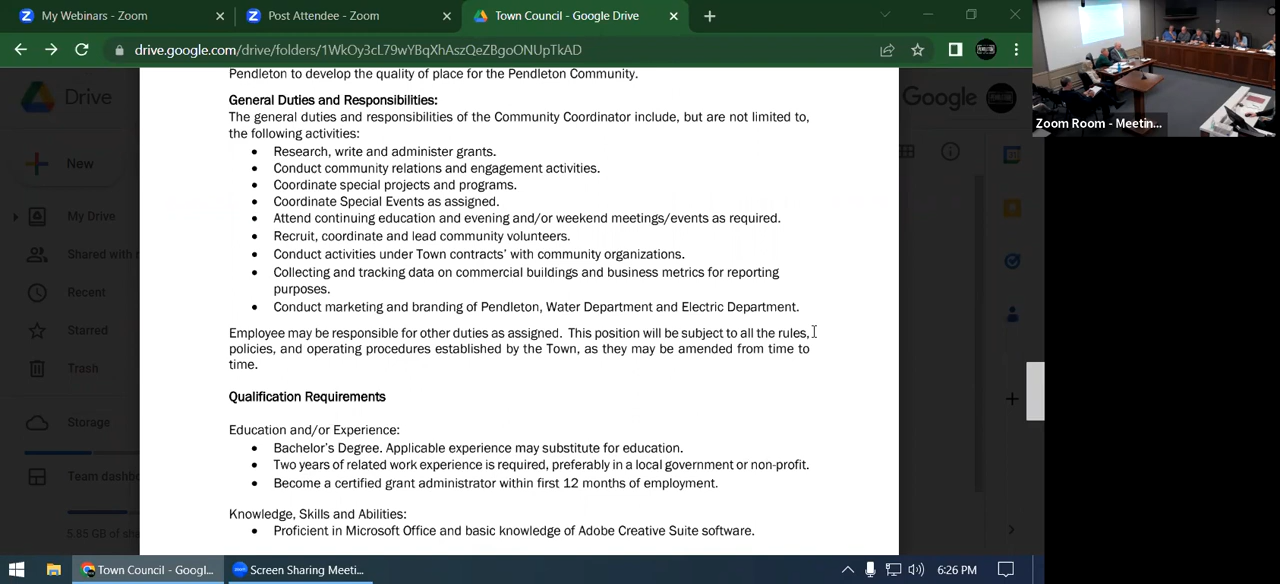 My Webinars - Zoom
Post Attendee - Zoom
Town Council - Google Drive
drive.google.com/drive/folders/1WkOy3cL79wYBqXhAszQeZBgoONUpTkAD
Zoom Room - Meetin...
Drive
Google
New
My Drive
Shared with
Recent
Starred
Trash
Storage
Team dashbo
5.85 GB of
Pendleton to develop the quality of place for the Pendleton Community.
General Duties and Responsibilities:
The general duties and responsibilities of the Community Coordinator include, but are not limited to,
the following activities:
• Research, write and administer grants.
• Conduct community relations and engagement activities.
• Coordinate special projects and programs.
• Coordinate Special Events as assigned.
• Attend continuing education and evening and/or weekend meetings/events as required.
• Recruit, coordinate and lead community volunteers.
• Conduct activities under Town contracts' with community organizations.
• Collecting and tracking data on commercial buildings and business metrics for reporting
purposes.
• Conduct marketing and branding of Pendleton, Water Department and Electric Department.
Employee may be responsible for other duties as assigned. This position will be subject to all the rules,
policies, and operating procedures established by the Town, as they may be amended from time to
time.
Qualification Requirements
Education and/or Experience:
• Bachelor's Degree. Applicable experience may substitute for education.
• Two years of related work experience is required, preferably in a local government or non-profit.
• Become a certified grant administrator within first 12 months of employment.
Knowledge, Skills and Abilities:
• Proficient in Microsoft Office and basic knowledge of Adobe Creative Suite software.
Town Council - Googl...
Screen Sharing Meeti...
6:26 PM